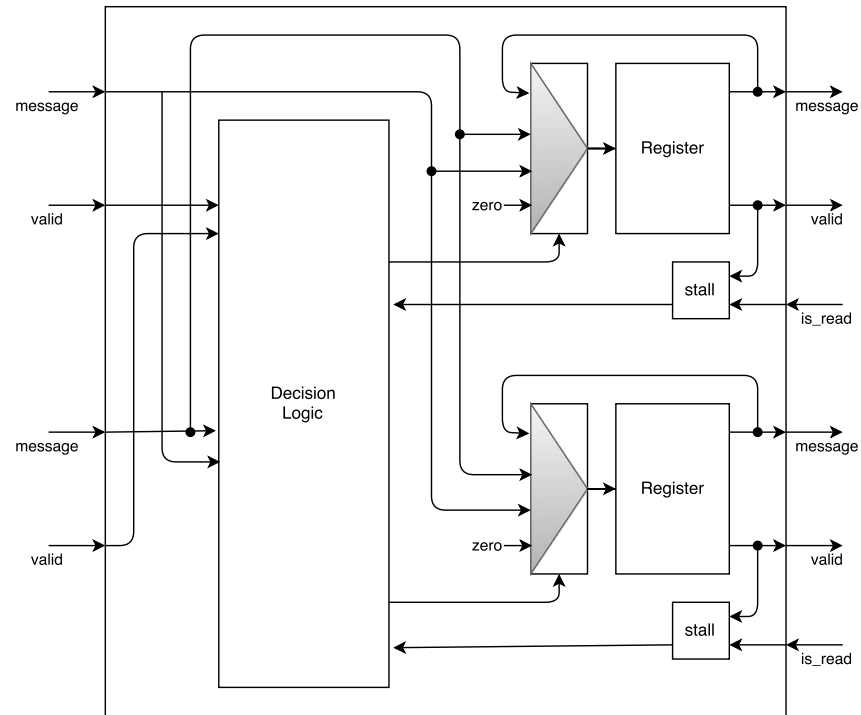 message
message
Register
zero
valid
valid
stall
is_read
Decision
Logic
message
message
Register
zero
valid
valid
stall
is_read